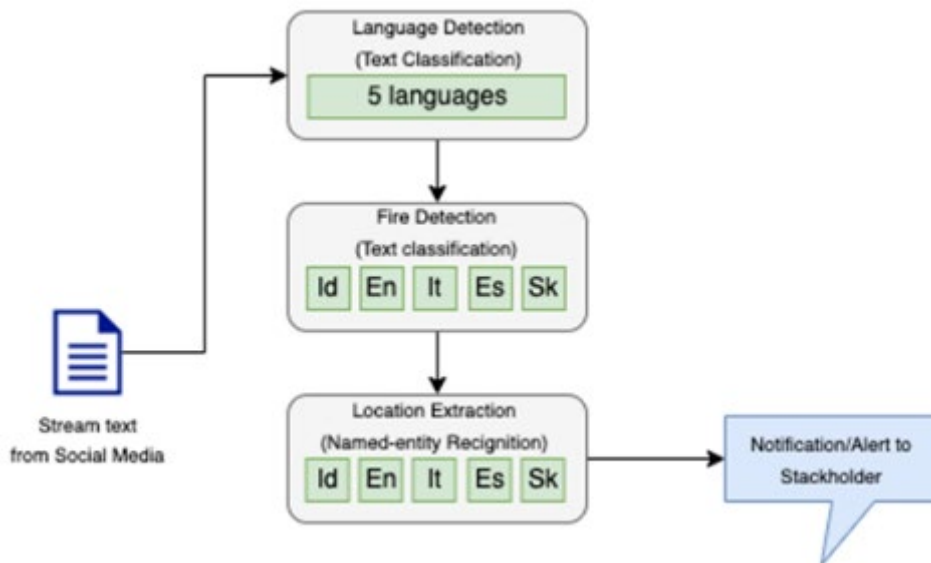 Language Detection
(Text Classification)
5 languages
Fire Detection
(Text classification)
Id En It Es Sk
Stream text
from Social Media
Location Extraction
(Named-entity Recignition)
Id En It Es Sk
Notification/Alert to
Stackholder